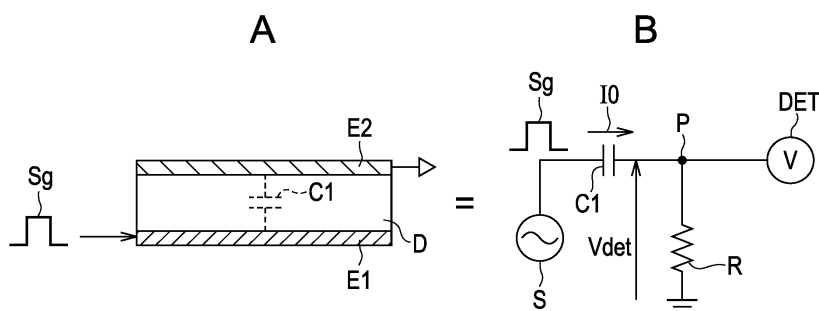 A
B
Sg
E2
C1
D
E1
=
Sg
I0
P
DET
V
C1
Vdet
R
S